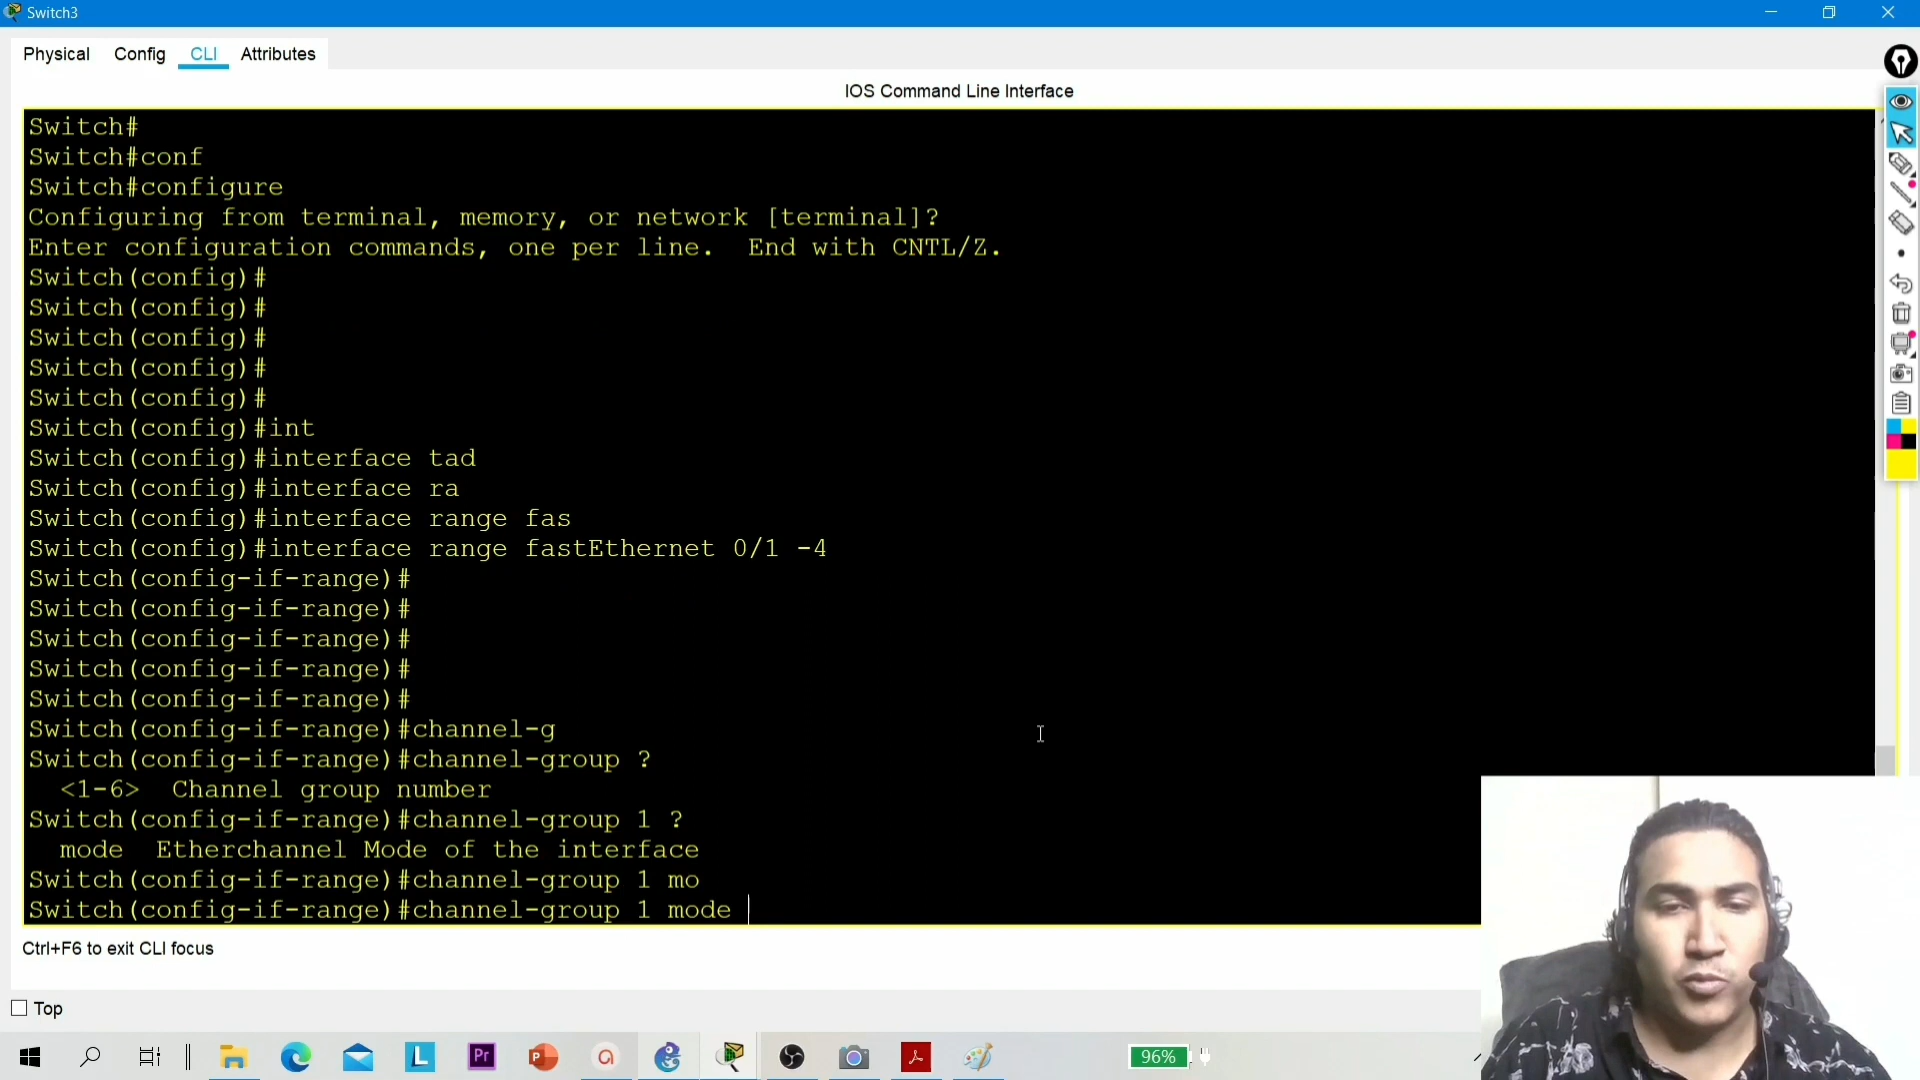 Switch3
Physical Config CLI Attributes
IOS Command Line Interface
Switch#
Switch#conf
Switch#configure
Configuring from terminal, memory, or network [terminal]?
Enter configuration commands, one per line.  End with CNTL/Z.
Switch(config)#
Switch(config)#
Switch(config)#
Switch(config)#
Switch(config)#
Switch(config)#int
Switch(config)#interface tad
Switch(config)#interface ra
Switch(config)#interface range fas
Switch(config)#interface range fastEthernet 0/1 -4
Switch(config-if-range)#
Switch(config-if-range)#
Switch(config-if-range)#
Switch(config-if-range)#
Switch(config-if-range)#
Switch(config-if-range)#channel-g
Switch(config-if-range)#channel-group ?
  <1-6>  Channel group number
Switch(config-if-range)#channel-group 1 ?
  mode  Etherchannel Mode of the interface
Switch(config-if-range)#channel-group 1 mo
Switch(config-if-range)#channel-group 1 mode
Ctrl+F6 to exit CLI focus
Top
L Pr P a 96%